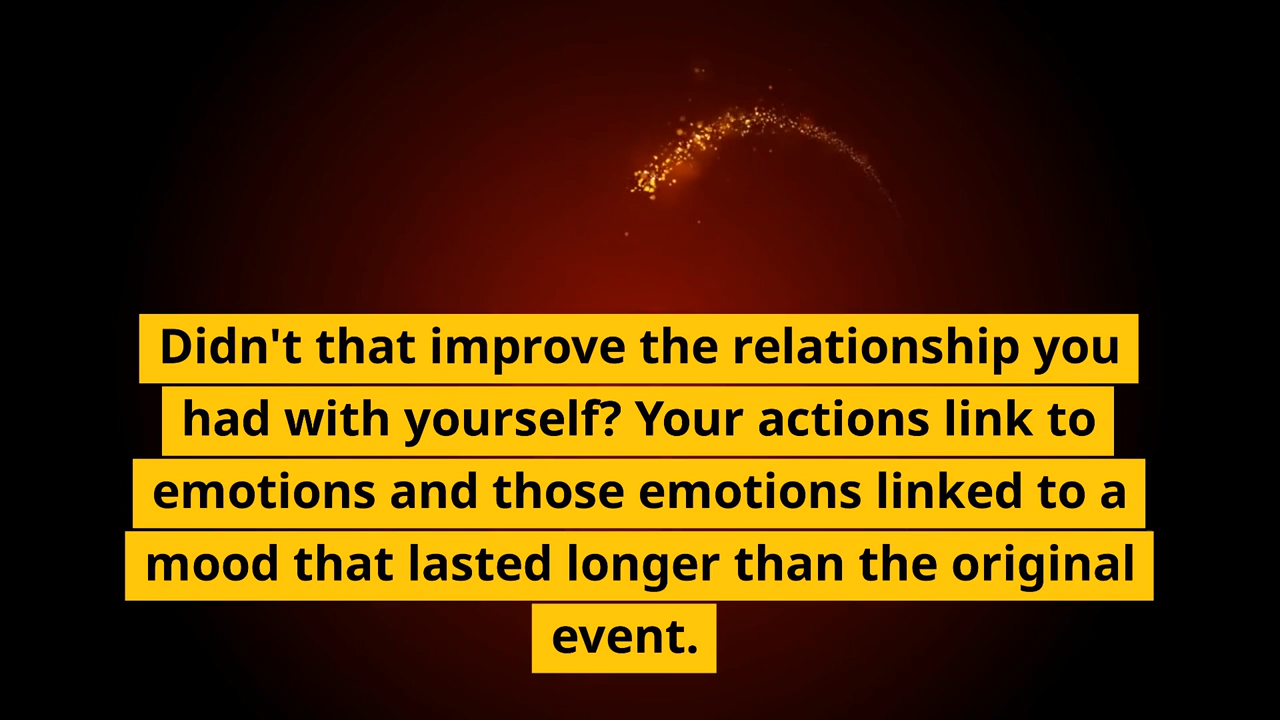 Didn't that improve the relationship you
had with yourself? Your actions link to
emotions and those emotions linked to a
mood that lasted longer than the original
event.